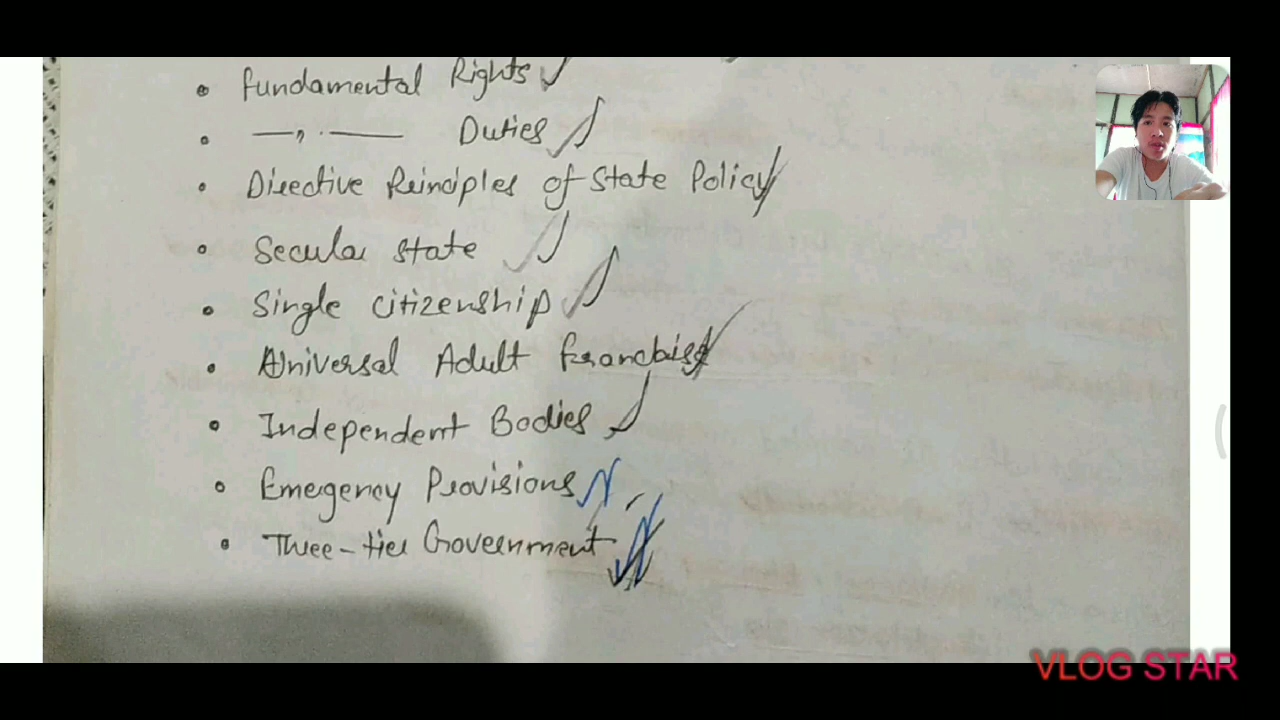 • Fundamental Rights
• —〃— Duties
• Directive Principles of State Policy
• Secular State
• Single citizenship
• Universal Adult Franchise
• Independent Bodies
• Emergency Provisions
• Three-tier Government
VLOG STAR